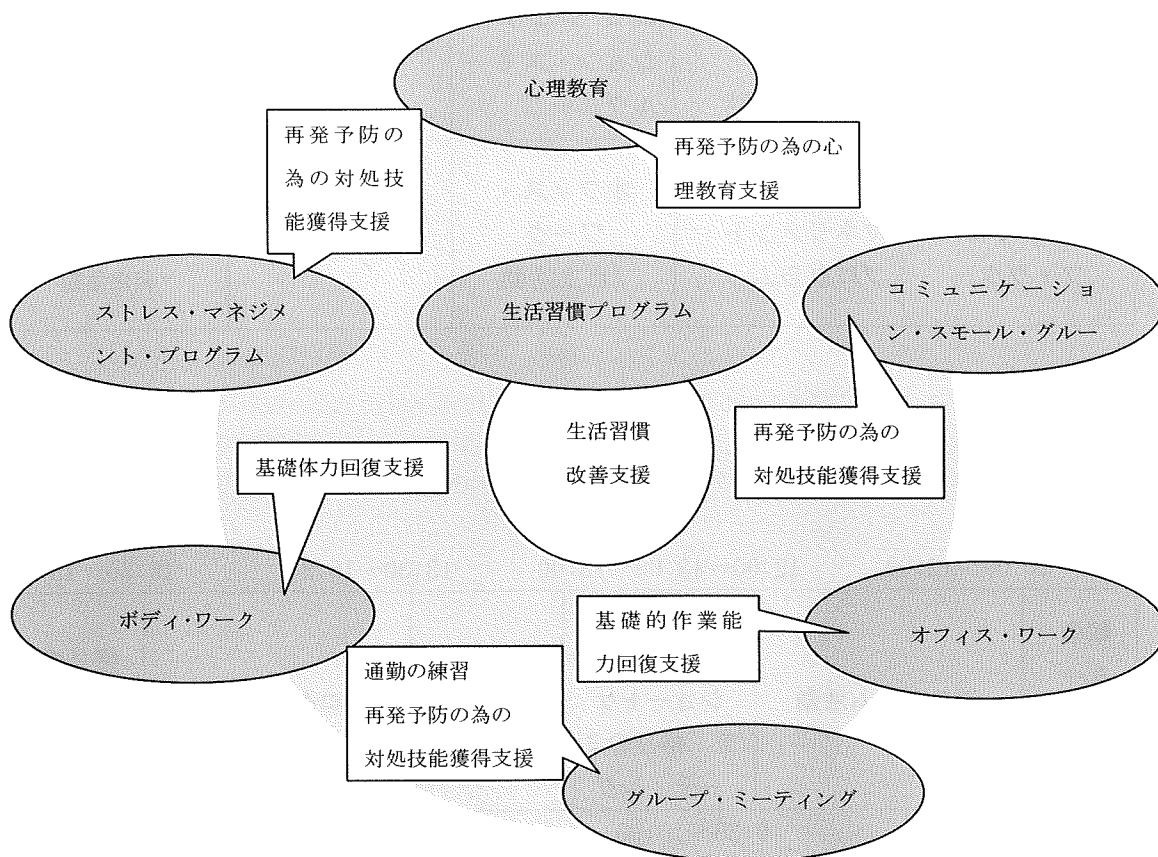 心理教育
再発予防の
為の対処技
能獲得支援
再発予防の為の心
理教育支援
ストレス・マネジメ
ント・プログラム
生活習慣プログラム
コミュニケーショ
ン・スモール・グルー
生活習慣
改善支援
再発予防の為の
対処技能獲得支援
基礎体力回復支援
ボディ・ワーク
基礎的作業能
力回復支援
オフィス・ワーク
通勤の練習
再発予防の為の
対処技能獲得支援
グループ・ミーティング